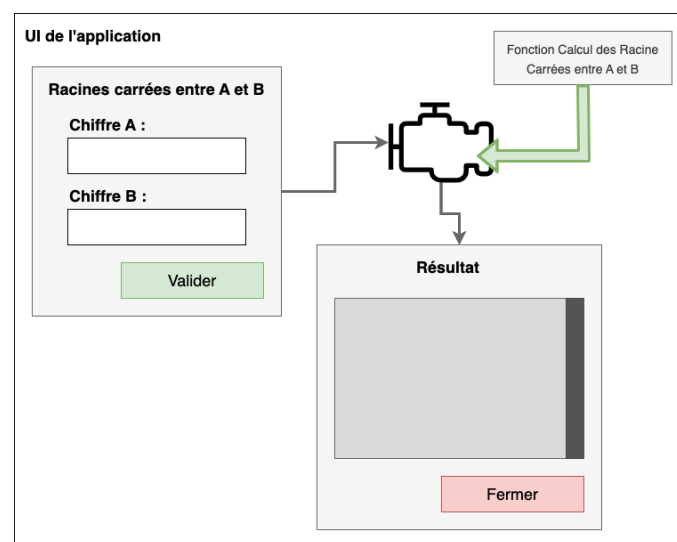 UI de l'application
Fonction Calcul des Racine
Carrées entre A et B
Racines carrées entre A et B
Chiffre A :
Chiffre B :
Valider
Résultat
Fermer